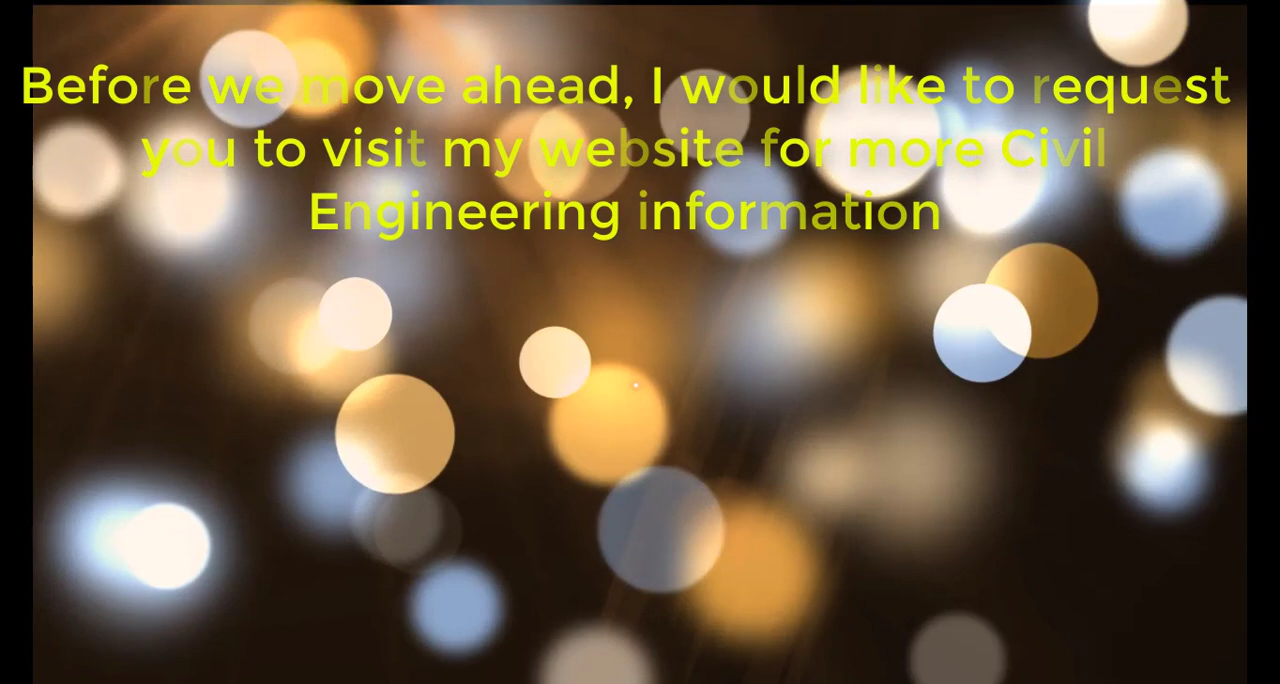 Before we move ahead, I would like to request
you to visit my website for more Civil
Engineering information